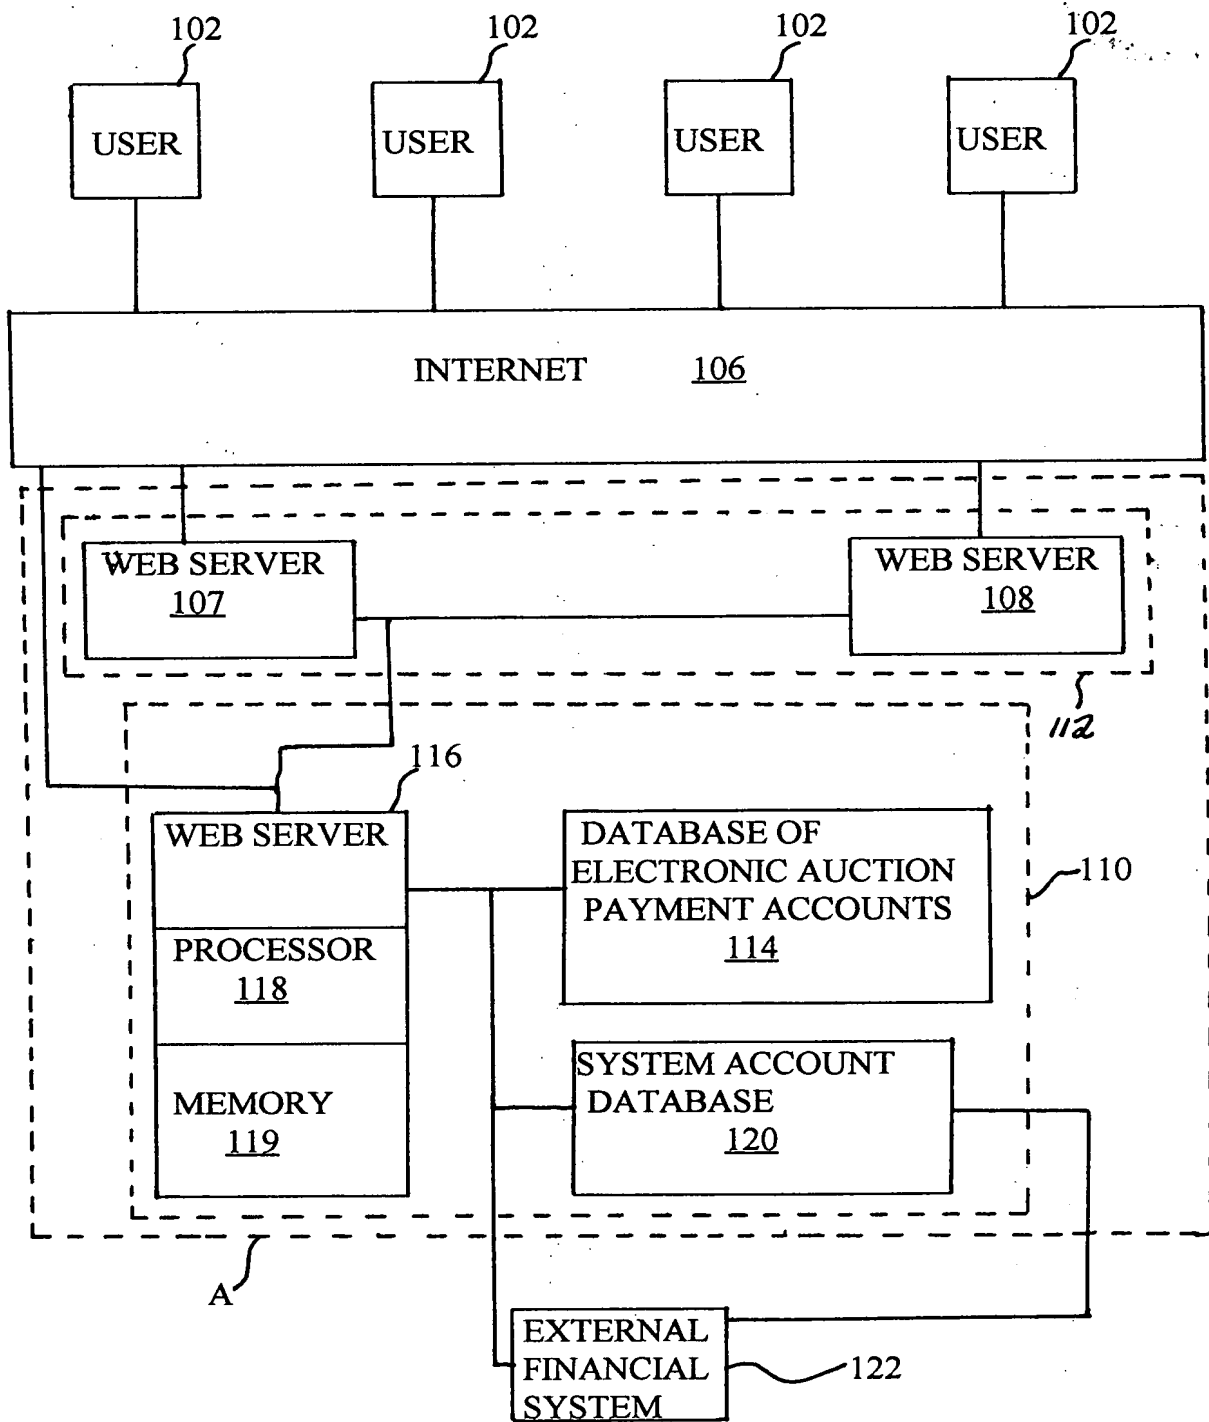 102 102 102 102
USER USER USER USER
INTERNET 106
WEB SERVER
107
WEB SERVER
108
112
116
WEB SERVER
PROCESSOR
118
MEMORY
119
DATABASE OF
ELECTRONIC AUCTION
PAYMENT ACCOUNTS
114
110
SYSTEM ACCOUNT
DATABASE
120
A
EXTERNAL
FINANCIAL
SYSTEM
122